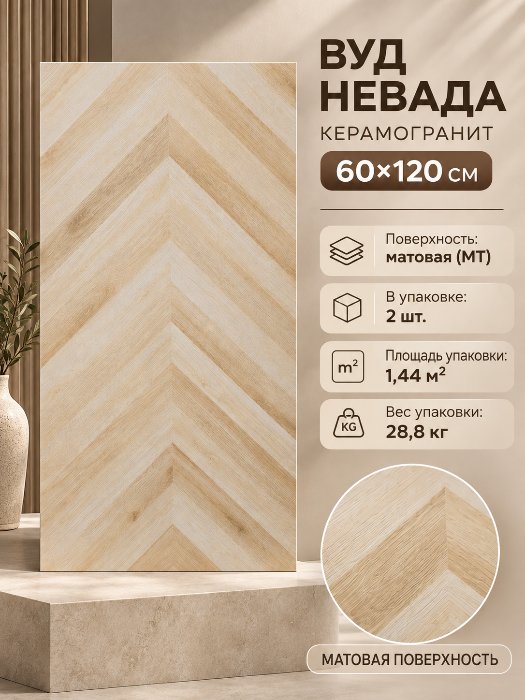 ВУД
НЕВАДА
КЕРАМОГРАНИТ
60×120 СМ
Поверхность:
матовая (МТ)
В упаковке:
2 шт.
m²
Площадь упаковки:
1,44 м²
KG
Вес упаковки:
28,8 кг
МАТОВАЯ ПОВЕРХНОСТЬ